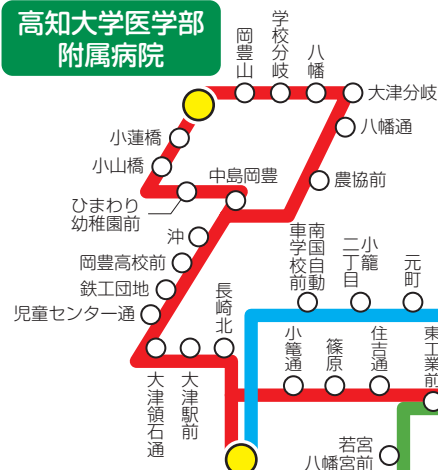 高知大学医学部
附属病院
岡豊山
学校分岐
八幡
大津分岐
八幡通
小蓮橋
小山橋
中島岡豊
農協前
ひまわり
幼稚園前
沖
岡豊高校前
鉄工団地
児童センター通
長崎北
南国自動
車学校前
小籠
二丁目
元町
大津領石通
大津駅前
小篭通
篠原
住吉通
東工業前
若宮
八幡宮前